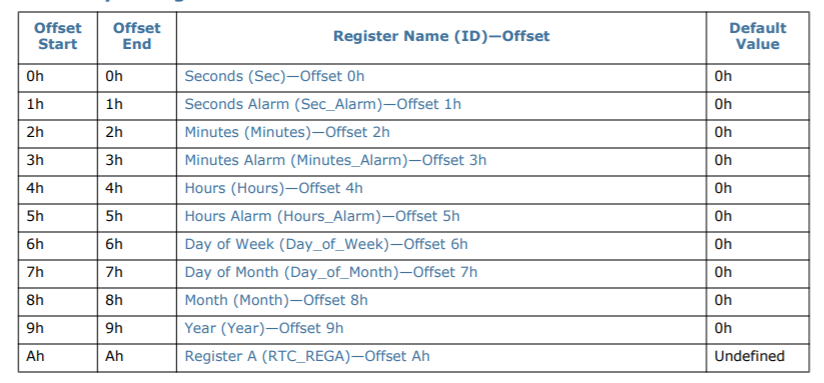 Offset Start Offset End Register Name (ID)—Offset Default Value
0h 0h Seconds (Sec)—Offset 0h 0h
1h 1h Seconds Alarm (Sec_Alarm)—Offset 1h 0h
2h 2h Minutes (Minutes)—Offset 2h 0h
3h 3h Minutes Alarm (Minutes_Alarm)—Offset 3h 0h
4h 4h Hours (Hours)—Offset 4h 0h
5h 5h Hours Alarm (Hours_Alarm)—Offset 5h 0h
6h 6h Day of Week (Day_of_Week)—Offset 6h 0h
7h 7h Day of Month (Day_of_Month)—Offset 7h 0h
8h 8h Month (Month)—Offset 8h 0h
9h 9h Year (Year)—Offset 9h 0h
Ah Ah Register A (RTC_REGA)—Offset Ah Undefined